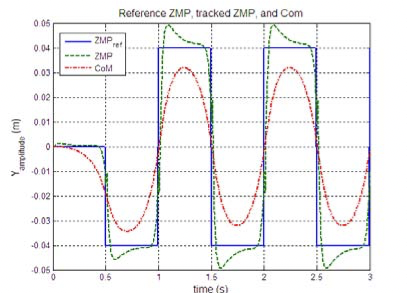 Reference ZMP, tracked ZMP, and Com
0.05
0.04
0.03
0.02
0.01
0
-0.01
-0.02
-0.03
-0.04
-0.05
Y_amplitude (m)
ZMP_ref
ZMP
CoM
0 0.5 1 1.5 2 2.5 3
time (s)